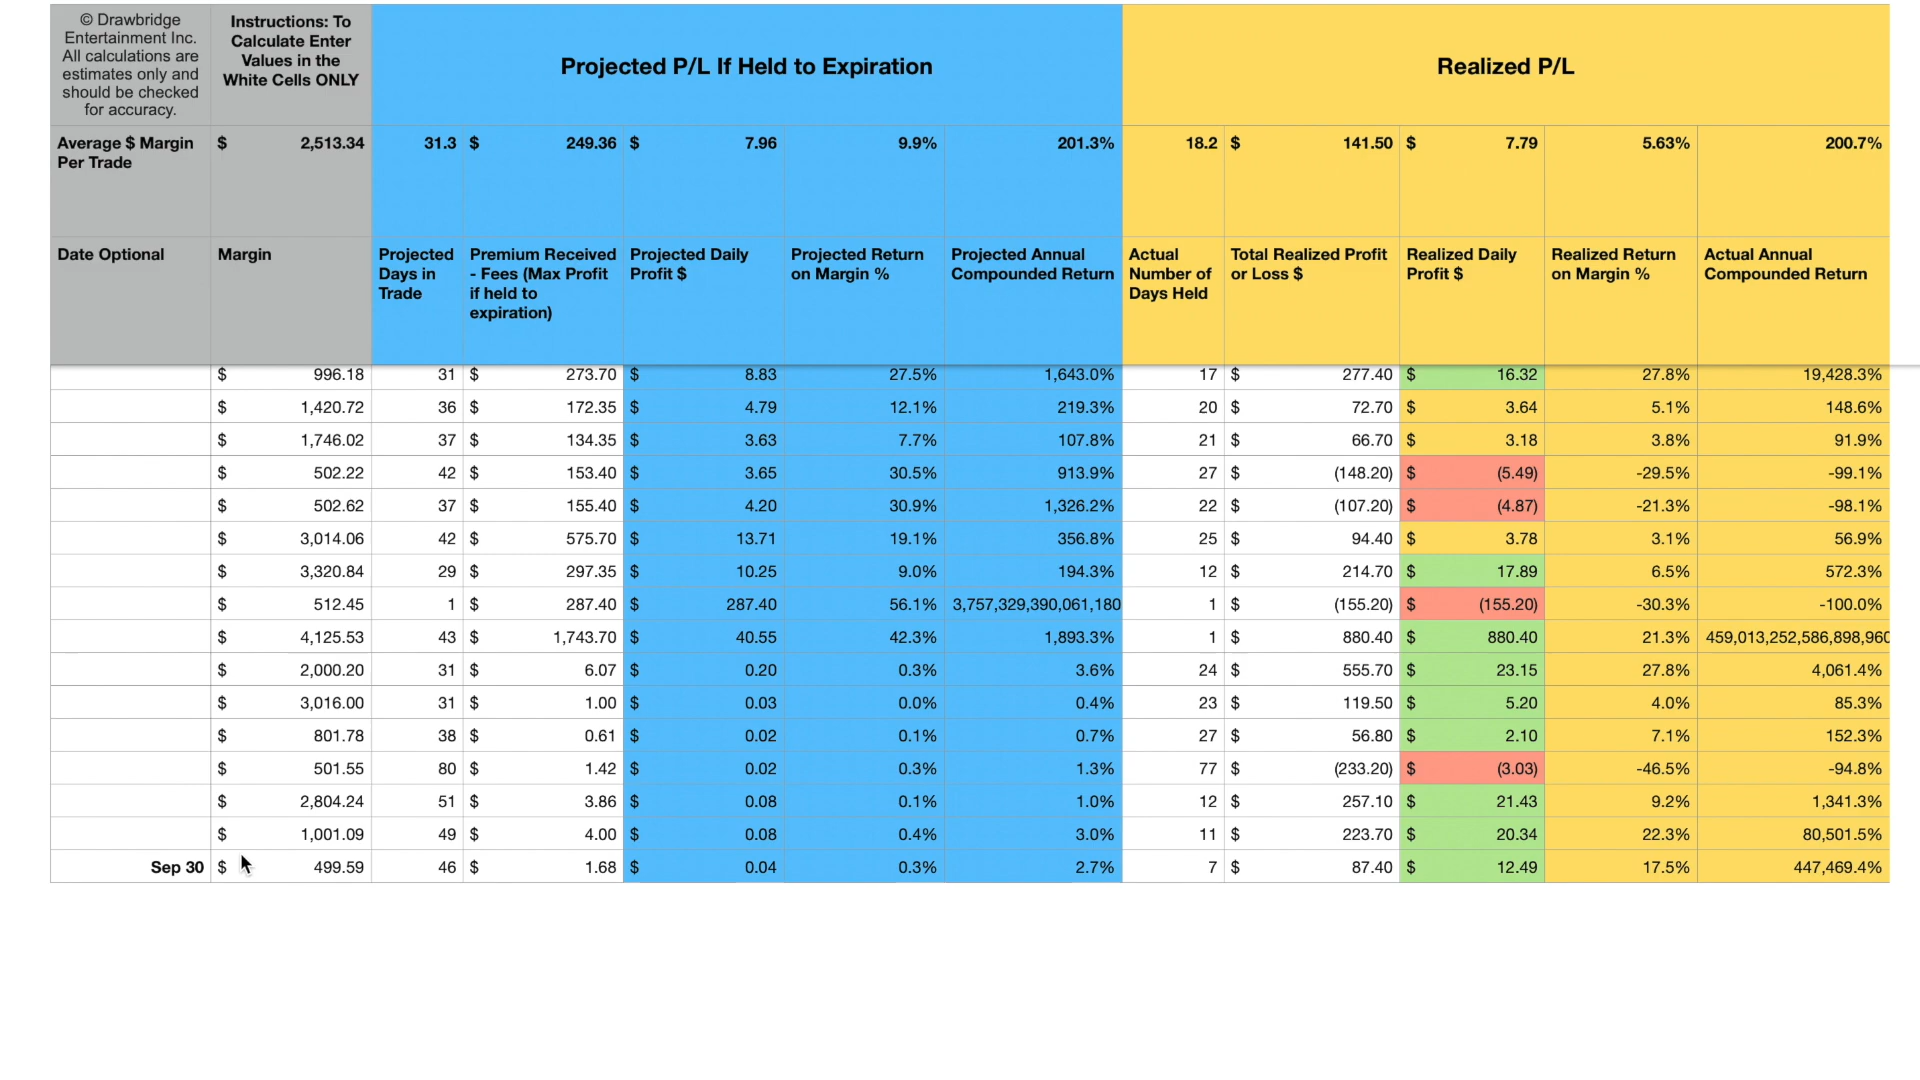 © Drawbridge
Entertainment Inc.
All calculations are
estimates only and
should be checked
for accuracy.
Instructions: To
Calculate Enter
Values in the
White Cells ONLY
Projected P/L If Held to Expiration
Realized P/L
Average $ Margin
Per Trade
$ 2,513.34 31.3 $ 249.36 $ 7.96 9.9% 201.3% 18.2 $ 141.50 $ 7.79 5.63% 200.7%
Date Optional
Margin
Projected
Days in
Trade
Premium Received
- Fees (Max Profit
if held to
expiration)
Projected Daily
Profit $
Projected Return
on Margin %
Projected Annual
Compounded Return
Actual
Number of
Days Held
Total Realized Profit
or Loss $
Realized Daily
Profit $
Realized Return
on Margin %
Actual Annual
Compounded Return
$ 996.18 31 $ 273.70 $ 8.83 27.5% 1,643.0% 17 $ 277.40 $ 16.32 27.8% 19,428.3%
$ 1,420.72 36 $ 172.35 $ 4.79 12.1% 219.3% 20 $ 72.70 $ 3.64 5.1% 148.6%
$ 1,746.02 37 $ 134.35 $ 3.63 7.7% 107.8% 21 $ 66.70 $ 3.18 3.8% 91.9%
$ 502.22 42 $ 153.40 $ 3.65 30.5% 913.9% 27 $ (148.20) $ (5.49) -29.5% -99.1%
$ 502.62 37 $ 155.40 $ 4.20 30.9% 1,326.2% 22 $ (107.20) $ (4.87) -21.3% -98.1%
$ 3,014.06 42 $ 575.70 $ 13.71 19.1% 356.8% 25 $ 94.40 $ 3.78 3.1% 56.9%
$ 3,320.84 29 $ 297.35 $ 10.25 9.0% 194.3% 12 $ 214.70 $ 17.89 6.5% 572.3%
$ 512.45 1 $ 287.40 $ 287.40 56.1% 3,757,329,390,061,180 1 $ (155.20) $ (155.20) -30.3% -100.0%
$ 4,125.53 43 $ 1,743.70 $ 40.55 42.3% 1,893.3% 1 $ 880.40 $ 880.40 21.3% 459,013,252,586,898,960
$ 2,000.20 31 $ 6.07 $ 0.20 0.3% 3.6% 24 $ 555.70 $ 23.15 27.8% 4,061.4%
$ 3,016.00 31 $ 1.00 $ 0.03 0.0% 0.4% 23 $ 119.50 $ 5.20 4.0% 85.3%
$ 801.78 38 $ 0.61 $ 0.02 0.1% 0.7% 27 $ 56.80 $ 2.10 7.1% 152.3%
$ 501.55 80 $ 1.42 $ 0.02 0.3% 1.3% 77 $ (233.20) $ (3.03) -46.5% -94.8%
$ 2,804.24 51 $ 3.86 $ 0.08 0.1% 1.0% 12 $ 257.10 $ 21.43 9.2% 1,341.3%
$ 1,001.09 49 $ 4.00 $ 0.08 0.4% 3.0% 11 $ 223.70 $ 20.34 22.3% 80,501.5%
Sep 30 $ 499.59 46 $ 1.68 $ 0.04 0.3% 2.7% 7 $ 87.40 $ 12.49 17.5% 447,469.4%